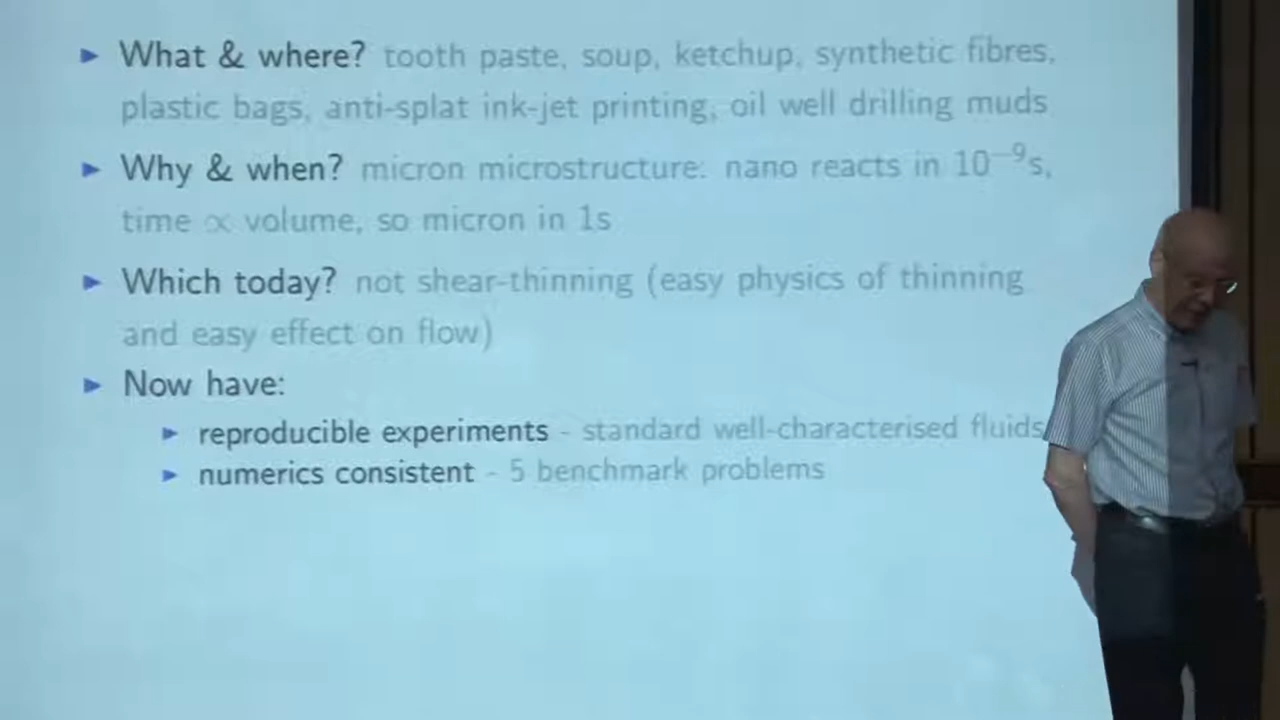 ▶ What & where? tooth paste, soup, ketchup, synthetic fibres,
plastic bags, anti-splat ink-jet printing, oil well drilling muds
▶ Why & when? micron microstructure: nano reacts in 10⁻⁹s,
time ∝ volume, so micron in 1s
▶ Which today? not shear-thinning (easy physics of thinning
and easy effect on flow)
▶ Now have:
▶ reproducible experiments - standard well-characterised fluids
▶ numerics consistent - 5 benchmark problems